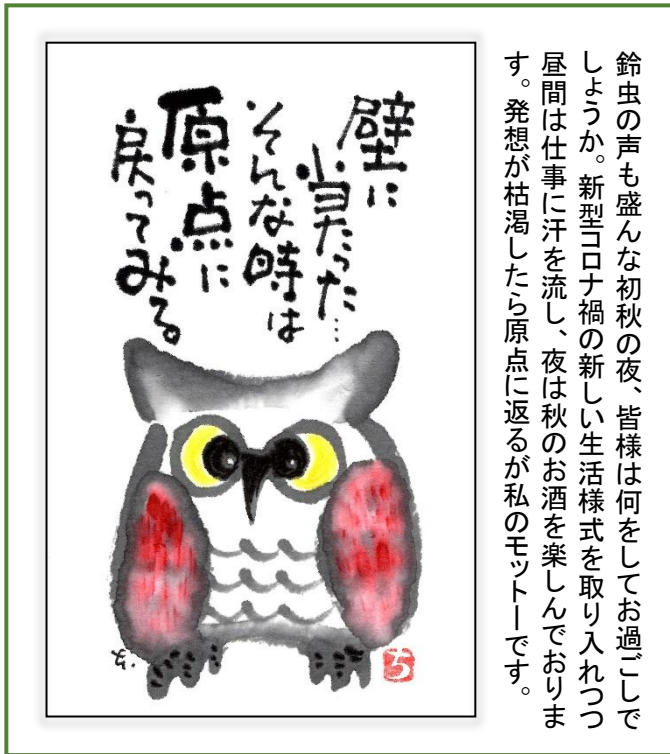 鈴虫の声も盛んな初秋の夜、皆様は何をしてお過ごしで
しょうか。新型コロナ禍の新しい生活様式を取り入れつつ
昼間は仕事に汗を流し、夜は秋のお酒を楽しんでおりま
す。発想が枯渇したら原点に返るが私のモットーです。
壁に
当たった…
そんな時は
原点に
戻ってみる。
ち